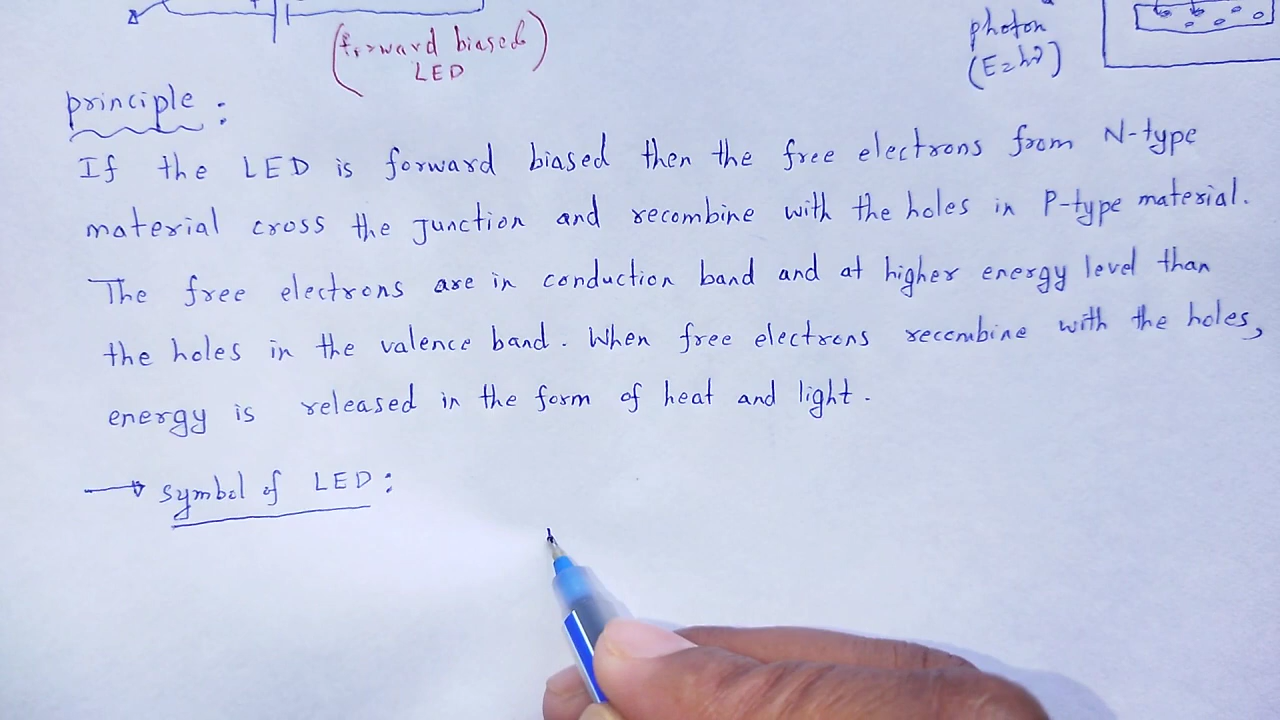 (forward biased
LED)
photon
(E=hν)
principle :
If the LED is forward biased then the free electrons from N-type
material cross the Junction and recombine with the holes in P-type material.
The free electrons are in conduction band and at higher energy level than
the holes in the valence band. When free electrons recombine with the holes,
energy is released in the form of heat and light.
→ symbol of LED: